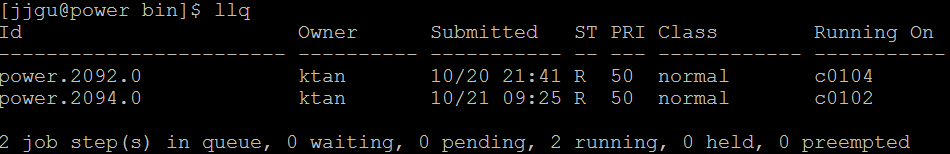 [jjgu@power bin]$ llq
Id                       Owner      Submitted   ST PRI Class        Running On
------------------------ ---------- ----------- -- --- ------------ -----------
power.2092.0             ktan       10/20 21:41 R  50  normal       c0104
power.2094.0             ktan       10/21 09:25 R  50  normal       c0102
2 job step(s) in queue, 0 waiting, 0 pending, 2 running, 0 held, 0 preempted